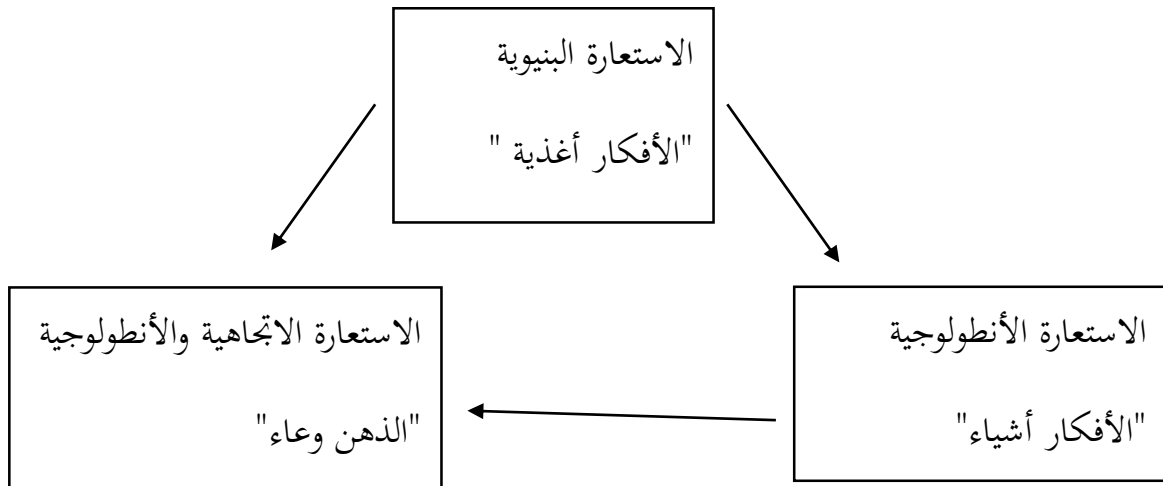 الاستعارة البنيوية
"الأفكار أغذية "
الاستعارة الأنطولوجية
"الأفكار أشياء"
الاستعارة الاتجاهية والأنطولوجية
"الذهن وعاء"